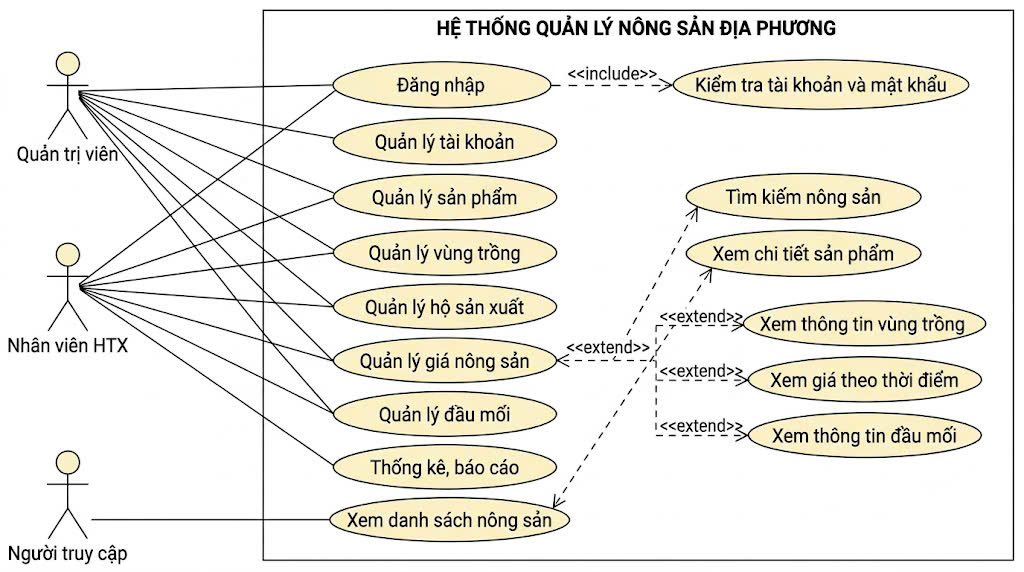 HỆ THỐNG QUẢN LÝ NÔNG SẢN ĐỊA PHƯƠNG
Đăng nhập
<<include>>
Kiểm tra tài khoản và mật khẩu
Quản trị viên
Quản lý tài khoản
Quản lý sản phẩm
Tìm kiếm nông sản
Quản lý vùng trồng
Xem chi tiết sản phẩm
Quản lý hộ sản xuất
<<extend>>
Xem thông tin vùng trồng
Nhân viên HTX
<<extend>>
Quản lý giá nông sản
<<extend>>
Xem giá theo thời điểm
Quản lý đầu mối
<<extend>>
Xem thông tin đầu mối
Thống kê, báo cáo
Xem danh sách nông sản
Người truy cập